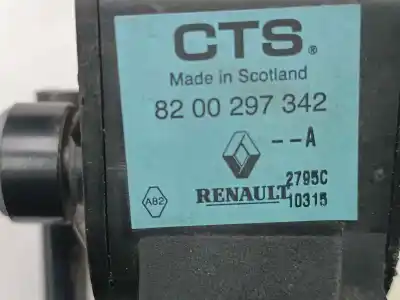 CTS®
Made in Scotland
82 00 297 342
--A
2795C
A82 RENAULT 10315